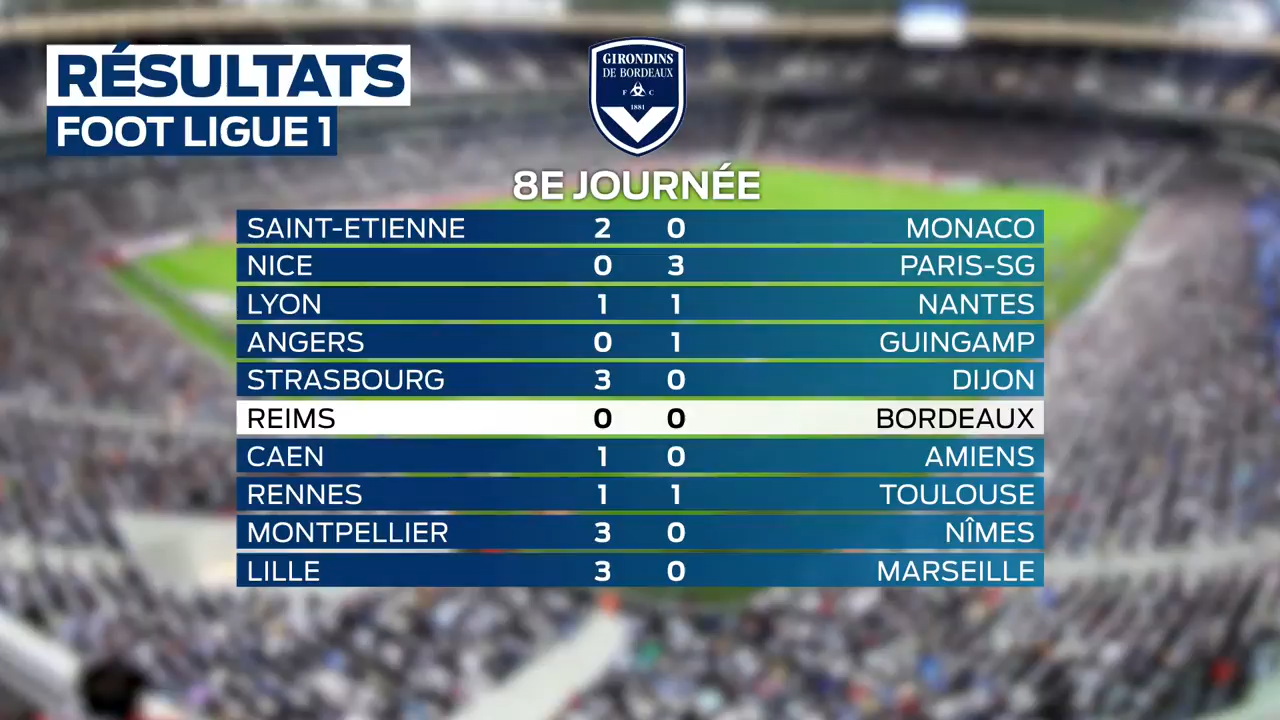 RÉSULTATS
FOOT LIGUE 1
GIRONDINS
DE BORDEAUX
F C
1881
8E JOURNÉE
SAINT-ETIENNE 2 0 MONACO
NICE 0 3 PARIS-SG
LYON 1 1 NANTES
ANGERS 0 1 GUINGAMP
STRASBOURG 3 0 DIJON
REIMS 0 0 BORDEAUX
CAEN 1 0 AMIENS
RENNES 1 1 TOULOUSE
MONTPELLIER 3 0 NÎMES
LILLE 3 0 MARSEILLE